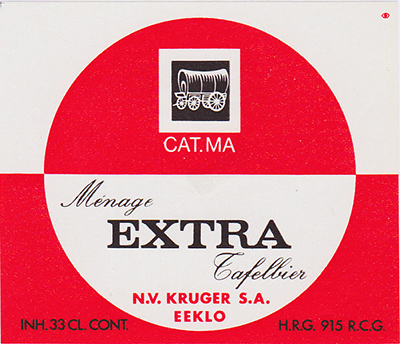 CAT.MA
Ménage
EXTRA
Tafelbier
N.V. KRUGER S.A.
EEKLO
INH. 33 CL. CONT.
H.R.G. 915 R.C.G.